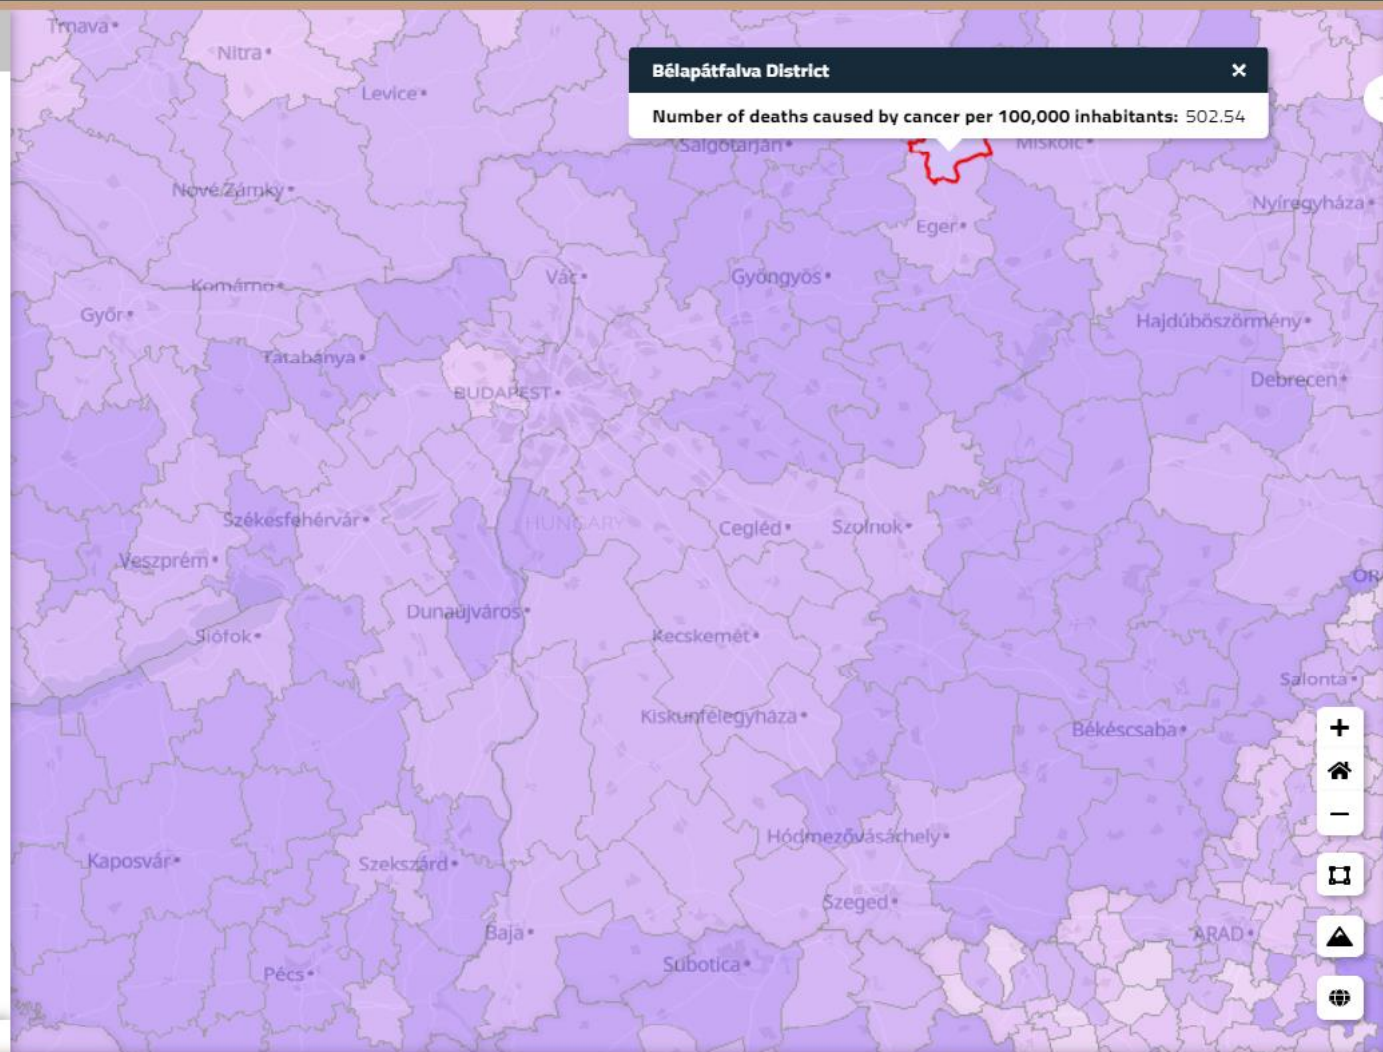 Trnava
Nitra
Levice
Bélapátfalva District
Number of deaths caused by cancer per 100,000 inhabitants: 502.54
Salgótarján
Miskolc
Nové Zámky
Nyíregyháza
Eger
Vác
Gyöngyös
Komárno
Győr
Hajdúböszörmény
Tatabánya
Debrecen
BUDAPEST
Székesfehérvár
HUNGARY
Cegléd
Szolnok
Veszprém
OR
Dunaújváros
Siófok
Kecskemét
Salonta
Kiskunfélegyháza
Békéscsaba
Hódmezővásárhely
Kaposvár
Szekszárd
Szeged
Baja
ARAD
Pécs
Subotica